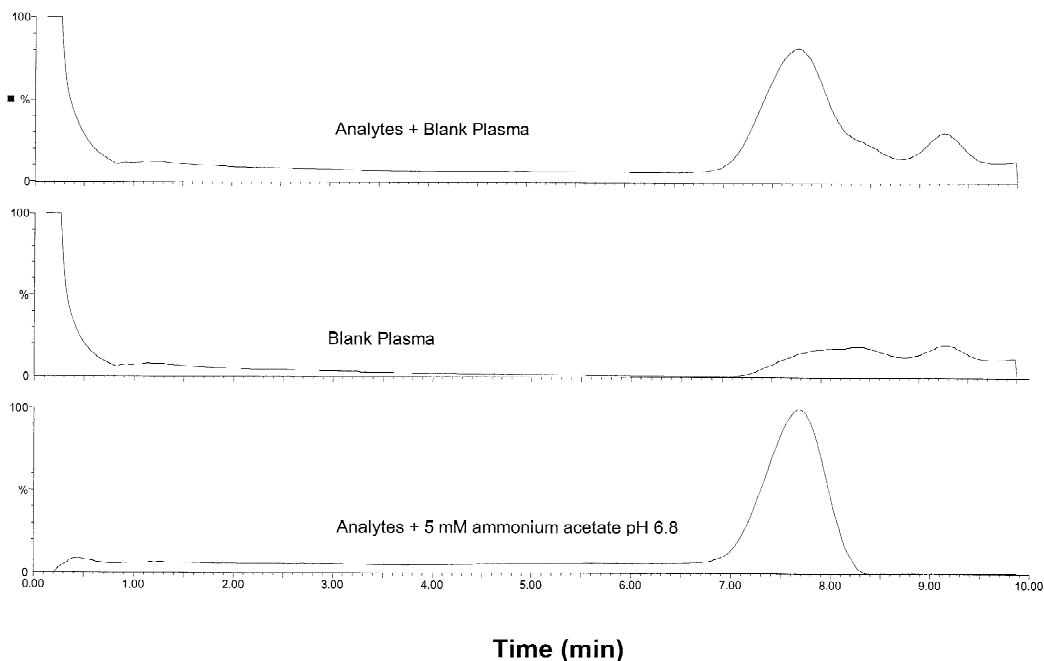 100
%
Analytes + Blank Plasma
0
100
%
Blank Plasma
0
100
%
Analytes + 5 mM ammonium acetate pH 6.8
0
0.00 1.00 2.00 3.00 4.00 5.00 6.00 7.00 8.00 9.00 10.00
Time (min)